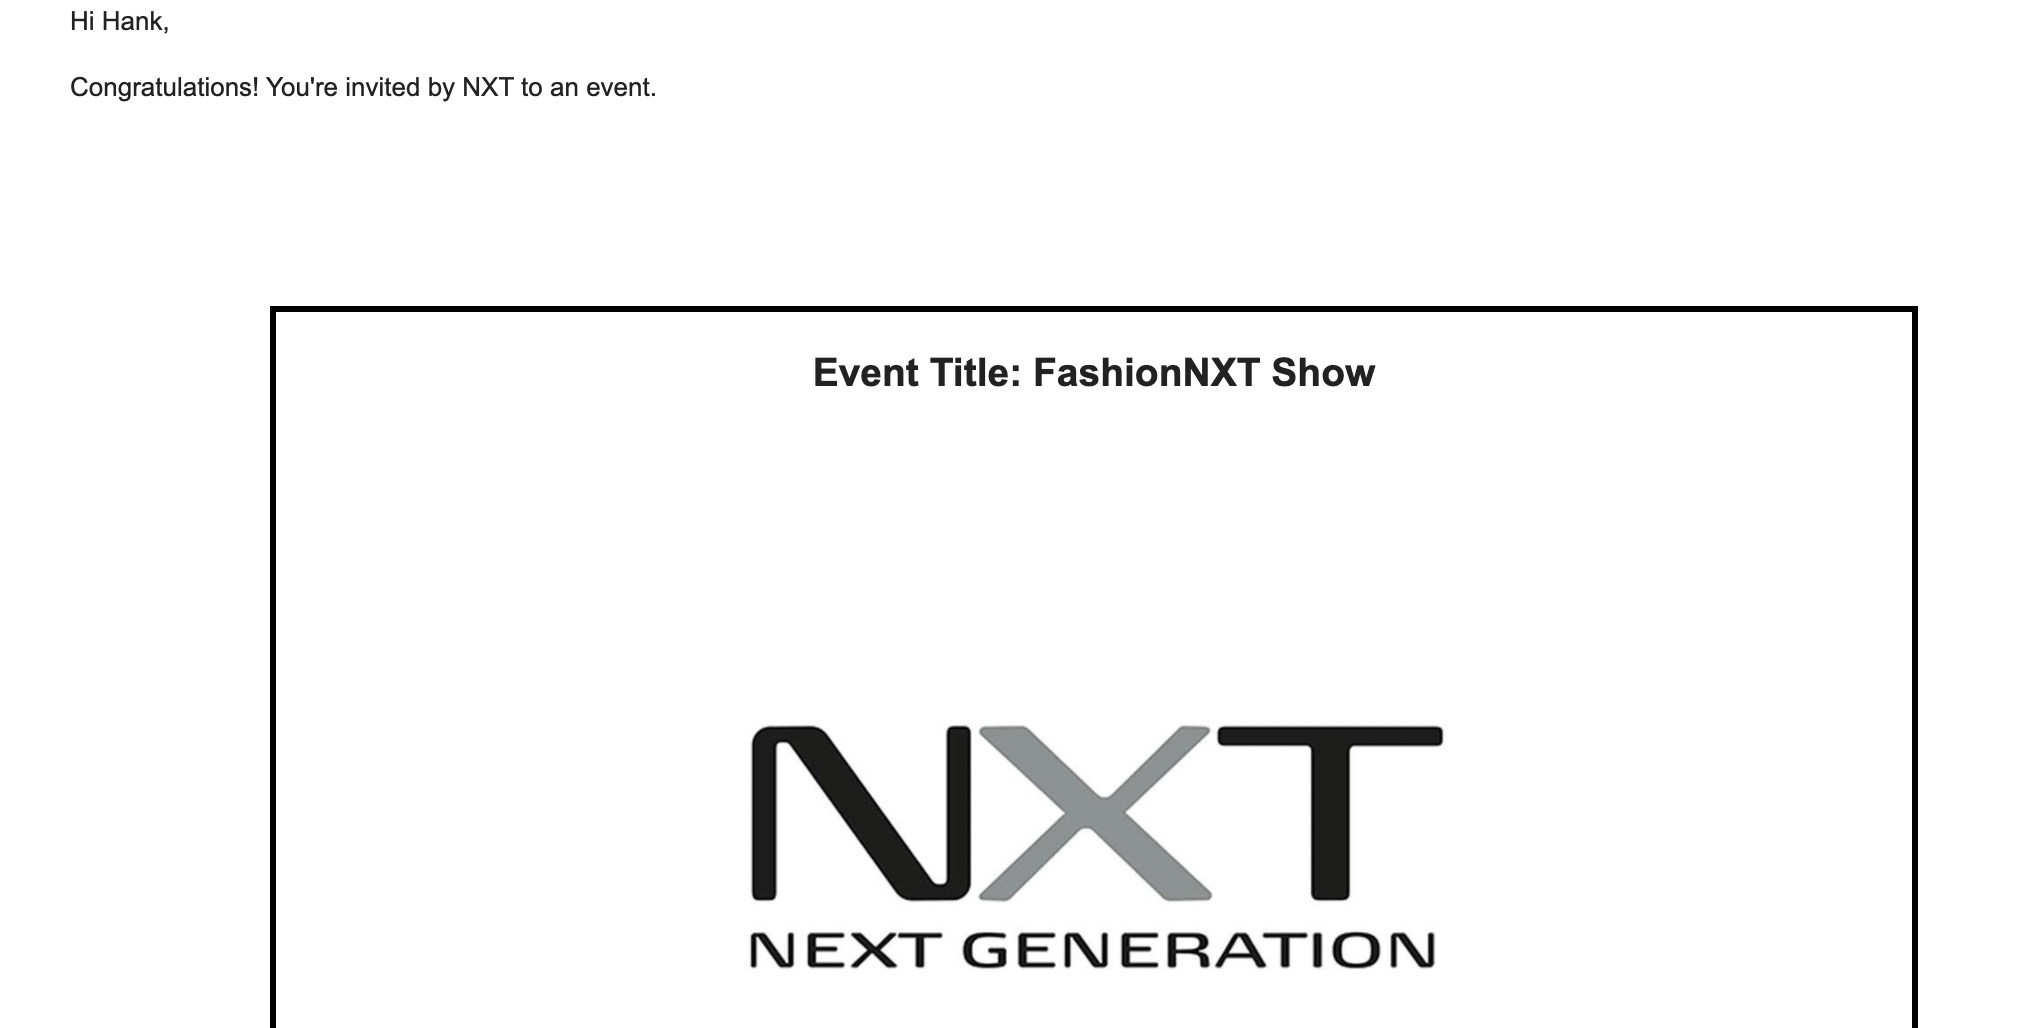 Hi Hank,
Congratulations! You're invited by NXT to an event.
Event Title: FashionNXT Show
NXT
NEXT GENERATION